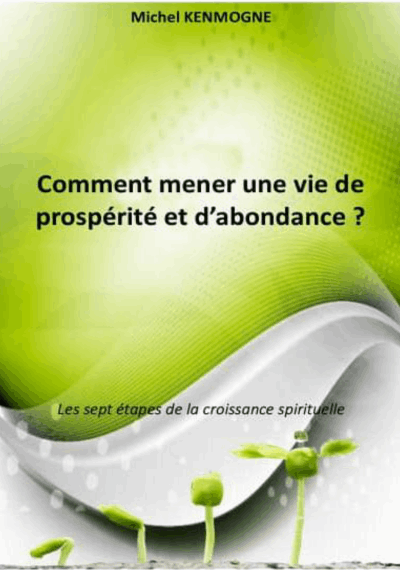 Michel KENMOGNE
Comment mener une vie de
prospérité et d’abondance ?
Les sept étapes de la croissance spirituelle